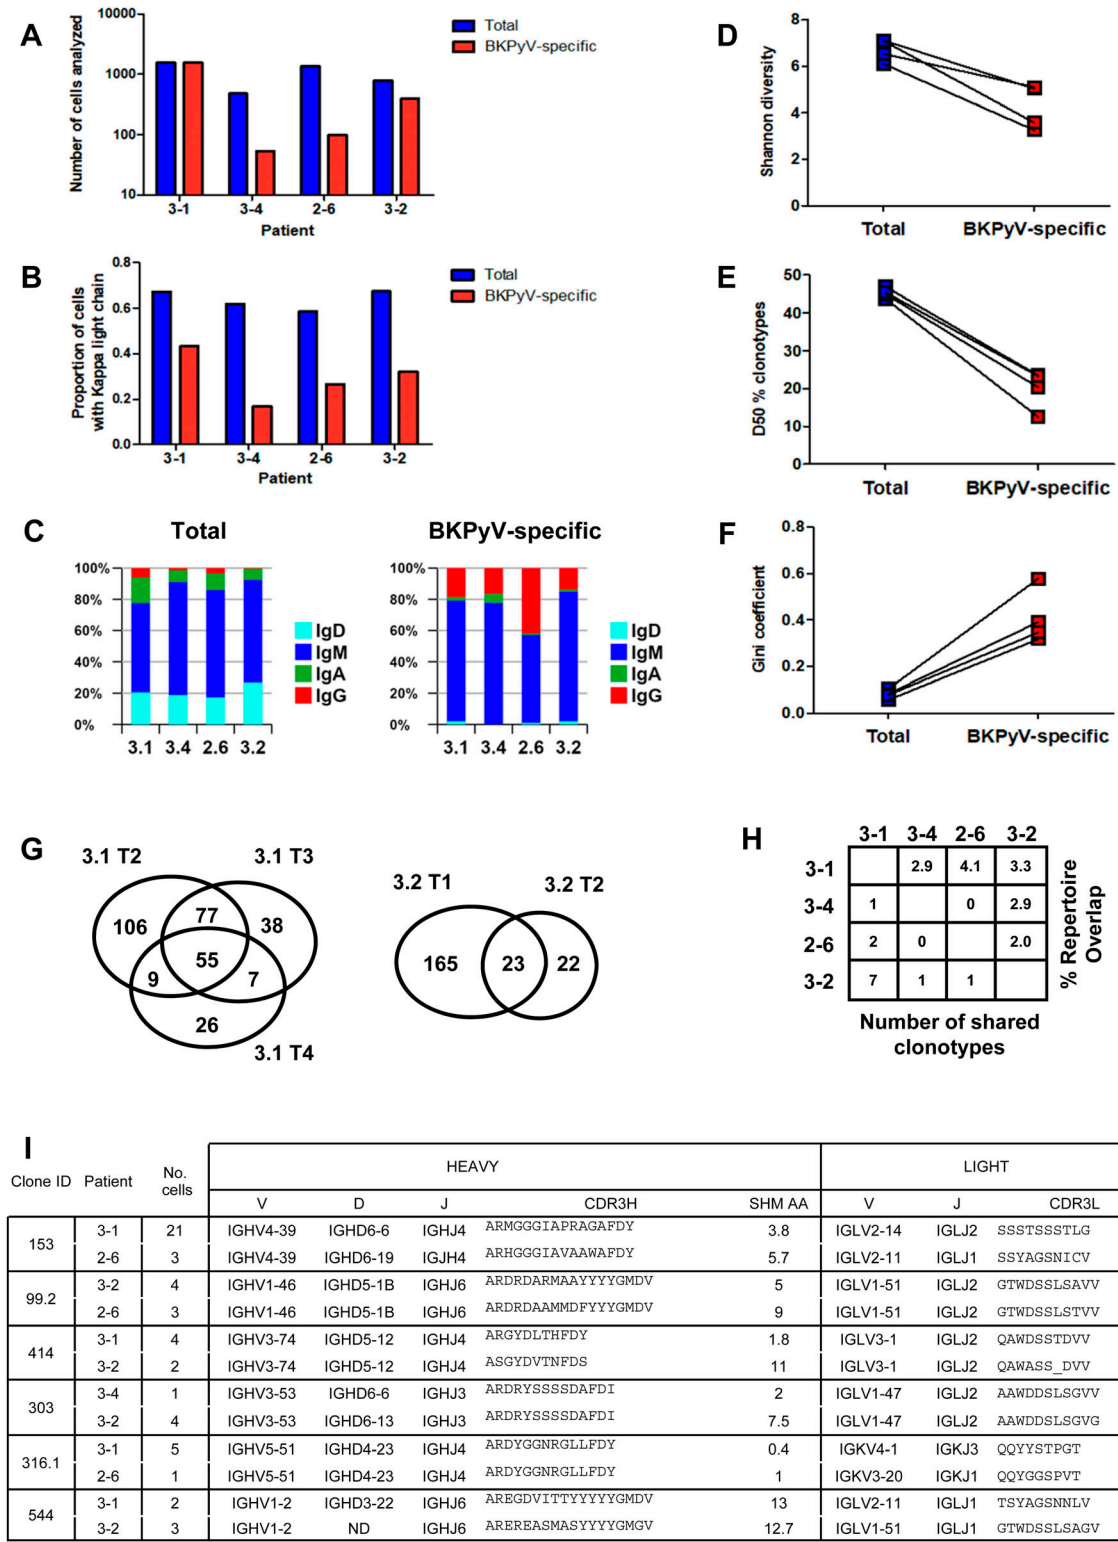 A
Number of cells analyzed
10000
1000
100
10
3-1 3-4 2-6 3-2
Patient
Total
BKPyV-specific
D
Shannon diversity
8
6
4
2
0
Total BKPyV-specific
B
Proportion of cells
with Kappa light chain
0.8
0.6
0.4
0.2
0.0
3-1 3-4 2-6 3-2
Patient
Total
BKPyV-specific
E
D50 % clonotypes
50
40
30
20
10
0
Total BKPyV-specific
C
Total
100%
80%
60%
40%
20%
0%
3.1 3.4 2.6 3.2
IgD
IgM
IgA
IgG
BKPyV-specific
100%
80%
60%
40%
20%
0%
3.1 3.4 2.6 3.2
IgD
IgM
IgA
IgG
F
Gini coefficient
0.8
0.6
0.4
0.2
0.0
Total BKPyV-specific
G
3.1 T2 3.1 T3
106 77 38
55
9 7
26
3.1 T4
3.2 T1 3.2 T2
165 23 22
H
3-1 3-4 2-6 3-2
3-1 2.9 4.1 3.3
3-4 1 0 2.9
2-6 2 0 2.0
3-2 7 1 1
% Repertoire
Overlap
Number of shared
clonotypes
I
HEAVY LIGHT
Clone ID Patient No. cells V D J CDR3H SHM AA V J CDR3L
153 3-1 21 IGHV4-39 IGHD6-6 IGHJ4 ARMGGGIAPRAGAFDY 3.8 IGLV2-14 IGLJ2 SSSTSSSTLG
2-6 3 IGHV4-39 IGHD6-19 IGJH4 ARHGGGIAVAAWAFDY 5.7 IGLV2-11 IGLJ1 SSYAGSNICV
99.2 3-2 4 IGHV1-46 IGHD5-1B IGHJ6 ARDRDARMAAYYYYGMDV 5 IGLV1-51 IGLJ2 GTWDSSLSAVV
2-6 3 IGHV1-46 IGHD5-1B IGHJ6 ARDRDAAMMDFYYYGMDV 9 IGLV1-51 IGLJ2 GTWDSSLSTVV
414 3-1 4 IGHV3-74 IGHD5-12 IGHJ4 ARGYDLTHFDY 1.8 IGLV3-1 IGLJ2 QAWDSSTDVV
3-2 2 IGHV3-74 IGHD5-12 IGHJ4 ASGYDVTNFDS 11 IGLV3-1 IGLJ2 QAWASS_DVV
303 3-4 1 IGHV3-53 IGHD6-6 IGHJ3 ARDRYSSSSDAFDI 2 IGLV1-47 IGLJ2 AAWDDSLSGVV
3-2 4 IGHV3-53 IGHD6-13 IGHJ3 ARDRYSSSSDAFDI 7.5 IGLV1-47 IGLJ2 AAWDDSLSGVG
316.1 3-1 5 IGHV5-51 IGHD4-23 IGHJ4 ARDYGGNRGLLFDY 0.4 IGKV4-1 IGKJ3 QQYYSTPGT
2-6 1 IGHV5-51 IGHD4-23 IGHJ4 ARDYGGNRGLLFDY 1 IGKV3-20 IGKJ1 QQYGGSPVT
544 3-1 2 IGHV1-2 IGHD3-22 IGHJ6 AREGDVITTYYYYYGMDV 13 IGLV2-11 IGLJ1 TSYAGSNNLV
3-2 3 IGHV1-2 ND IGHJ6 AREREASMASYYYYGMGV 12.7 IGLV1-51 IGLJ1 GTWDSSLSAGV